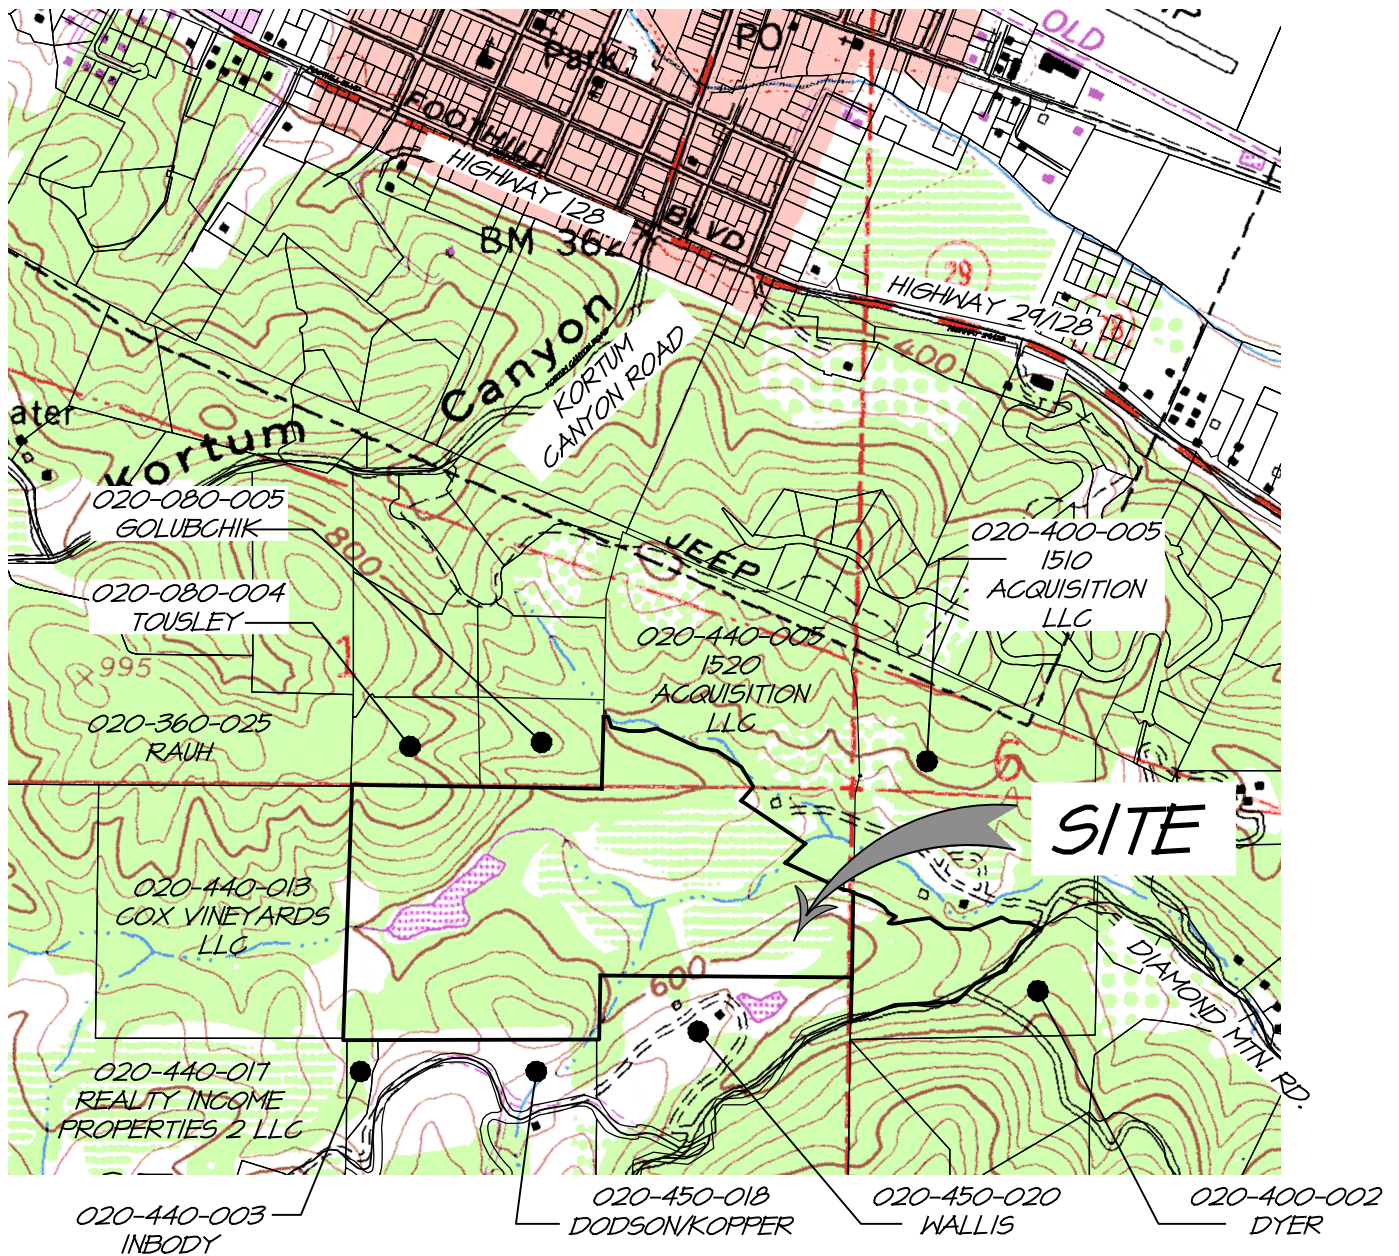 OLD
PO
Park
FOOTHILL
BLVD
HIGHWAY 128
BM 362
29
HIGHWAY 29/128
400
Kortum Canyon
KORTUM
CANYON ROAD
ater
020-080-005
GOLUBCHIK
800
JEEP
020-400-005
1510
ACQUISITION
LLC
020-080-004
TOUSLEY
020-440-005
1520
ACQUISITION
LLC
1
995
020-360-025
RAUH
6
SITE
020-440-013
COX VINEYARDS
LLC
600
DIAMOND MTN. RD.
020-440-017
REALTY INCOME
PROPERTIES 2 LLC
020-440-003
INBODY
020-450-018
DODSON/KOPPER
020-450-020
WALLIS
020-400-002
DYER